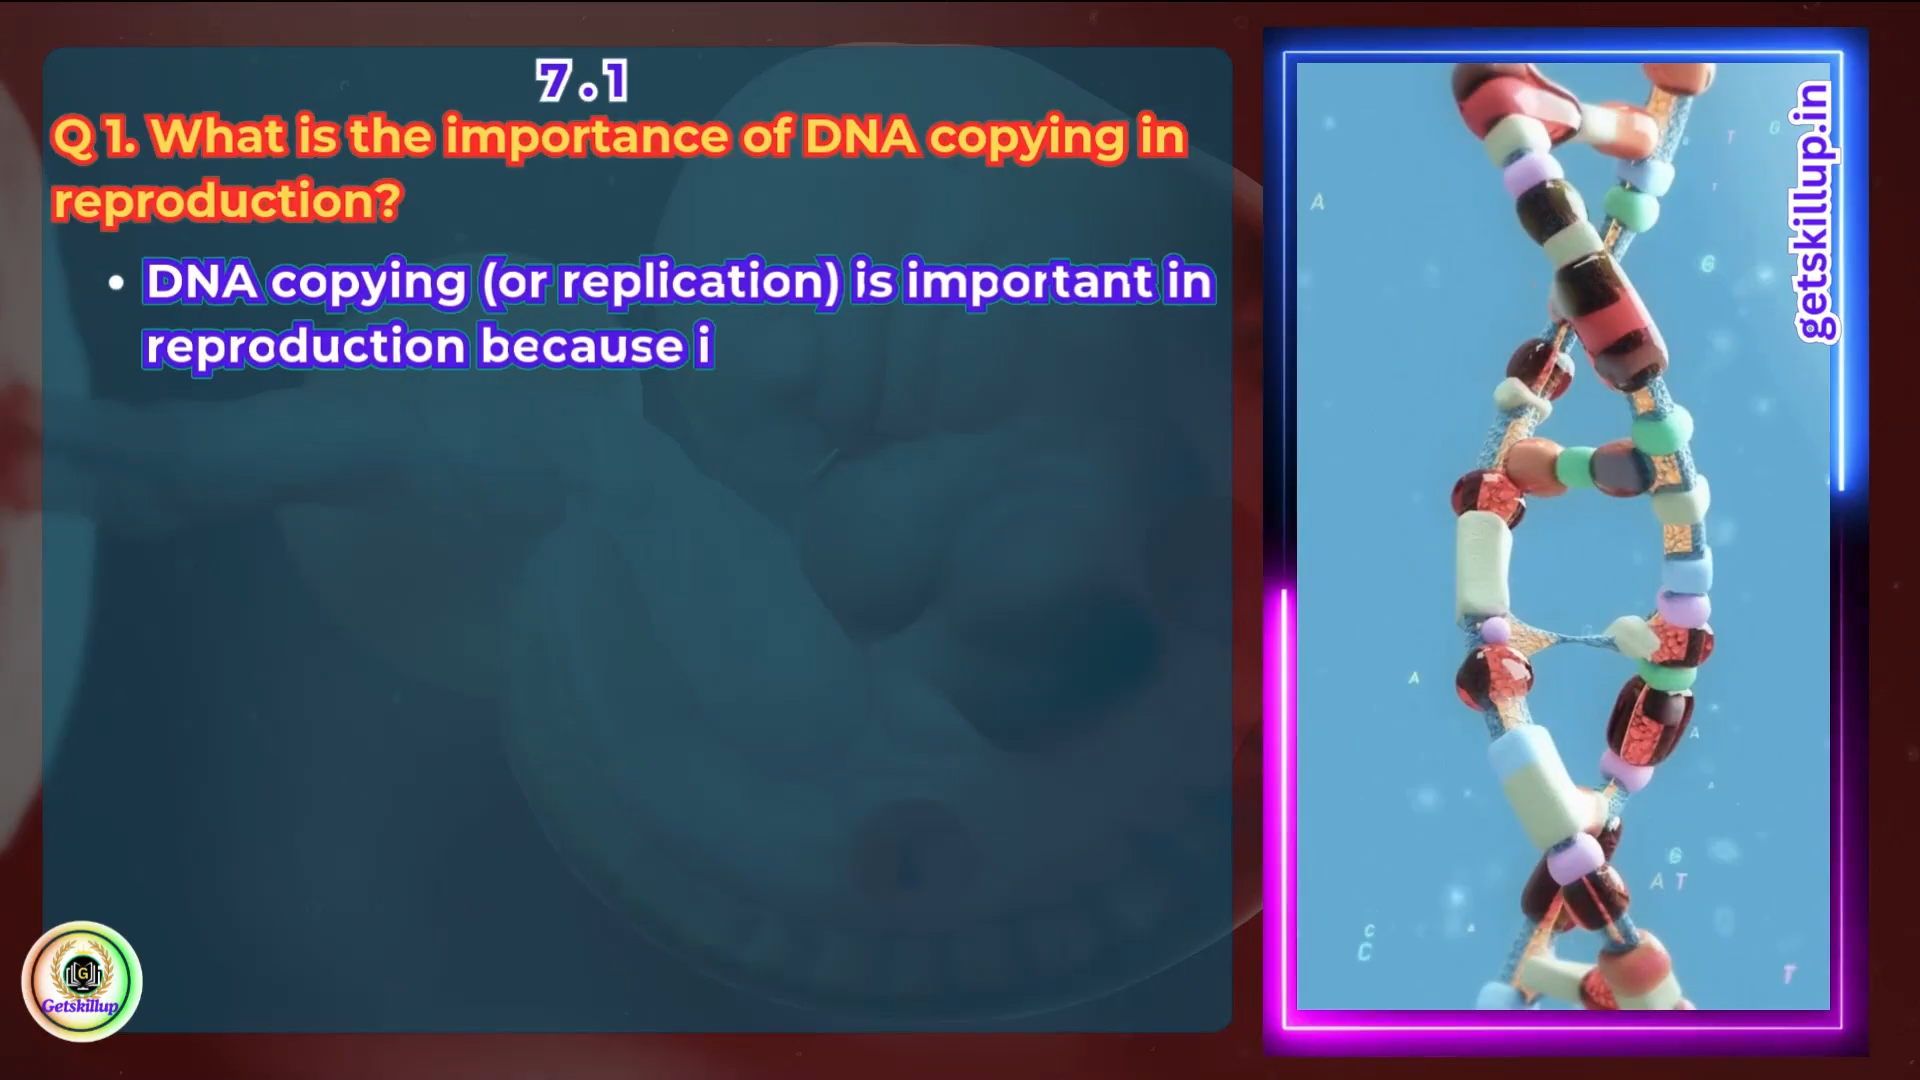 7.1
Q 1. What is the importance of DNA copying in
reproduction?
• DNA copying (or replication) is important in
reproduction because i
getskillup.in
A
T
G
T
G
A
A
G
A T
C
C
T
G
Getskillup